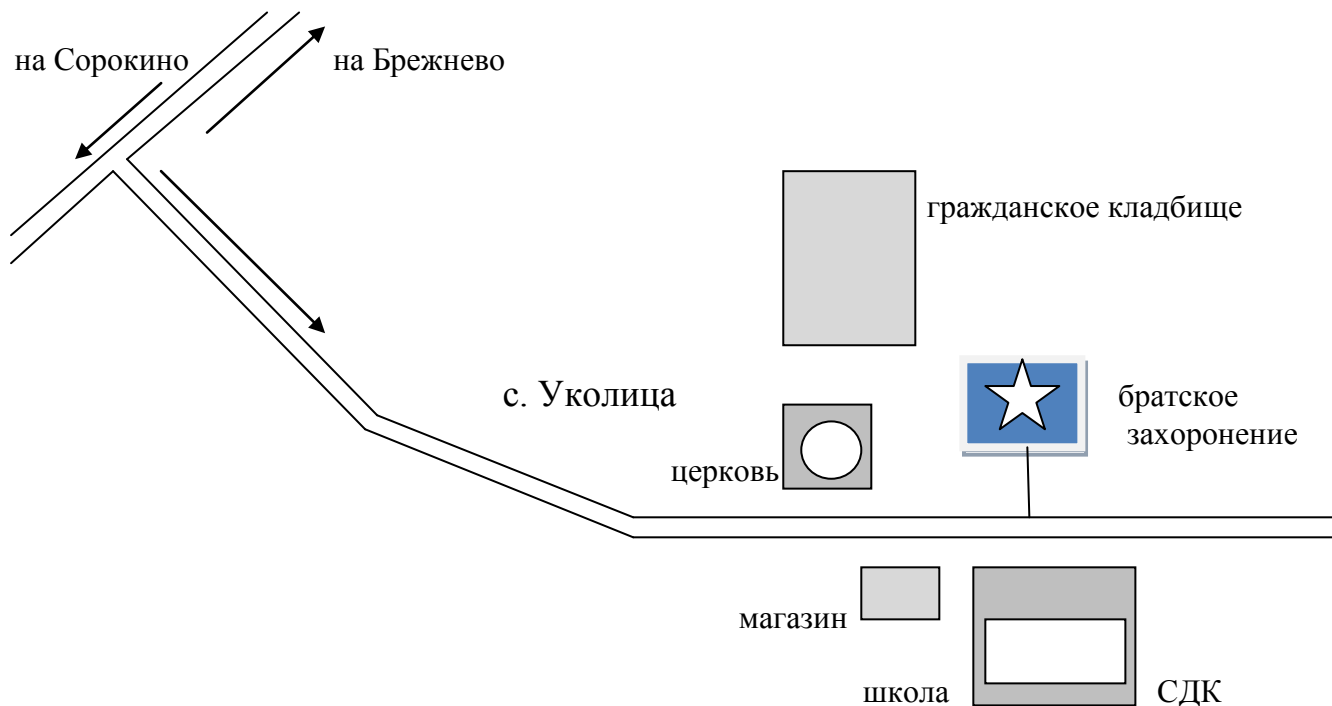 на Сорокино
на Брежнево
гражданское кладбище
с. Уколица
братское
захоронение
церковь
магазин
школа
СДК